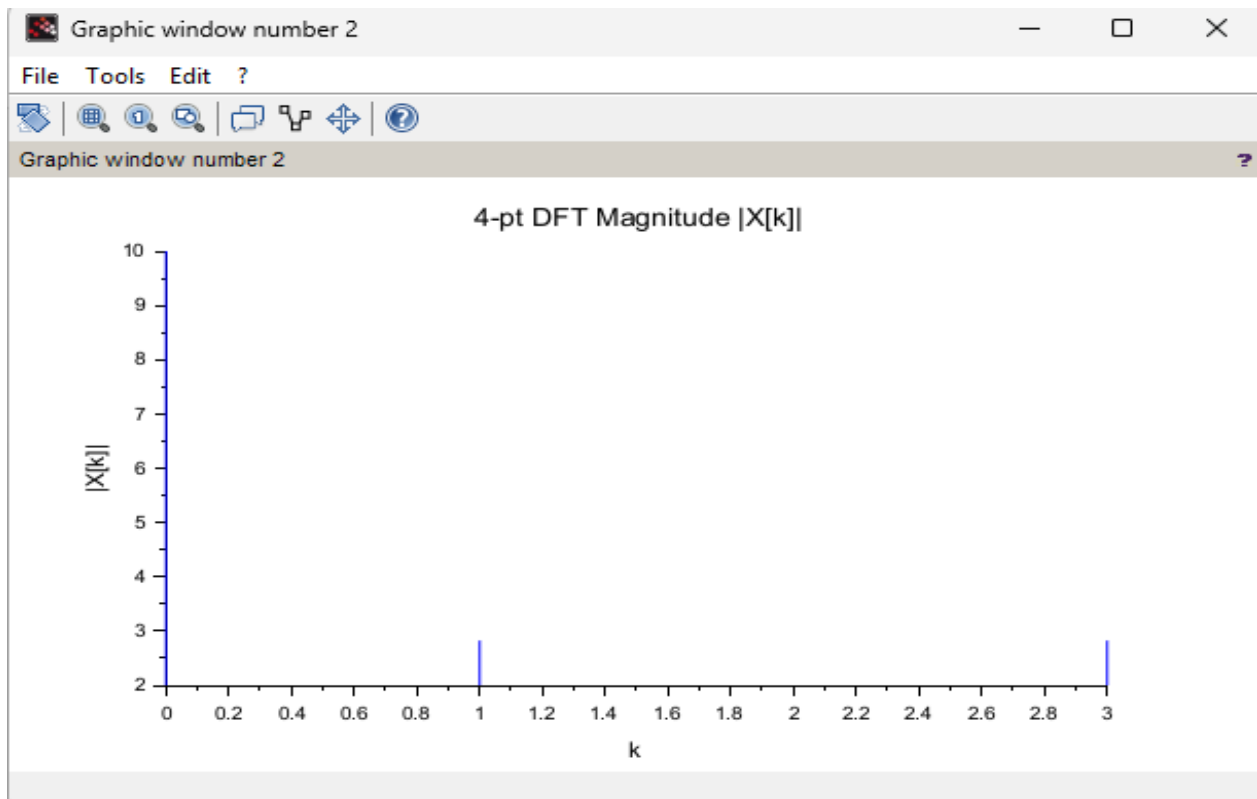 Graphic window number 2
File Tools Edit ?
Graphic window number 2 ?
4-pt DFT Magnitude |X[k]|
10
9
8
7
6
5
4
3
2
|X[k]|
0 0.2 0.4 0.6 0.8 1 1.2 1.4 1.6 1.8 2 2.2 2.4 2.6 2.8 3
k